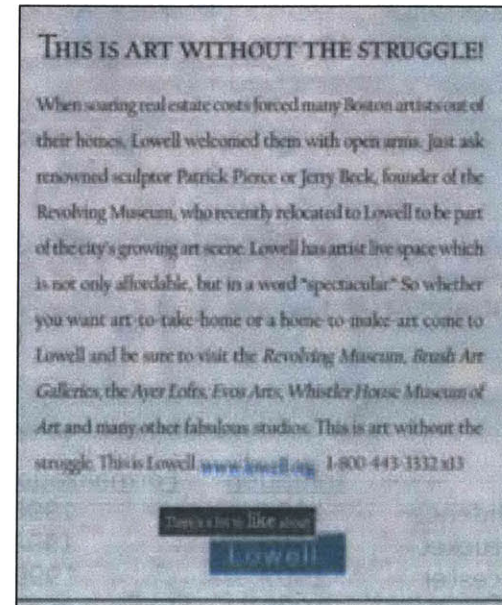 THIS IS ART WITHOUT THE STRUGGLE!
When soaring real estate costs forced many Boston artists out of
their homes, Lowell welcomed them with open arms. Just ask
renowned sculptor Patrick Pierce or Jerry Beck, founder of the
Revolving Museum, who recently relocated to Lowell to be part
of the city's growing art scene. Lowell has artist live space which
is not only affordable, but in a word "spectacular." So whether
you want art-to-take-home or a home-to-make-art come to
Lowell and be sure to visit the Revolving Museum, Brush Art
Galleries, the Ayer Lofts, Evos Arts, Whistler House Museum of
Art and many other fabulous studios. This is art without the
struggle. This is Lowell. www.lowell.org 1-800-443-3332 x13
There's a lot to like about
Lowell